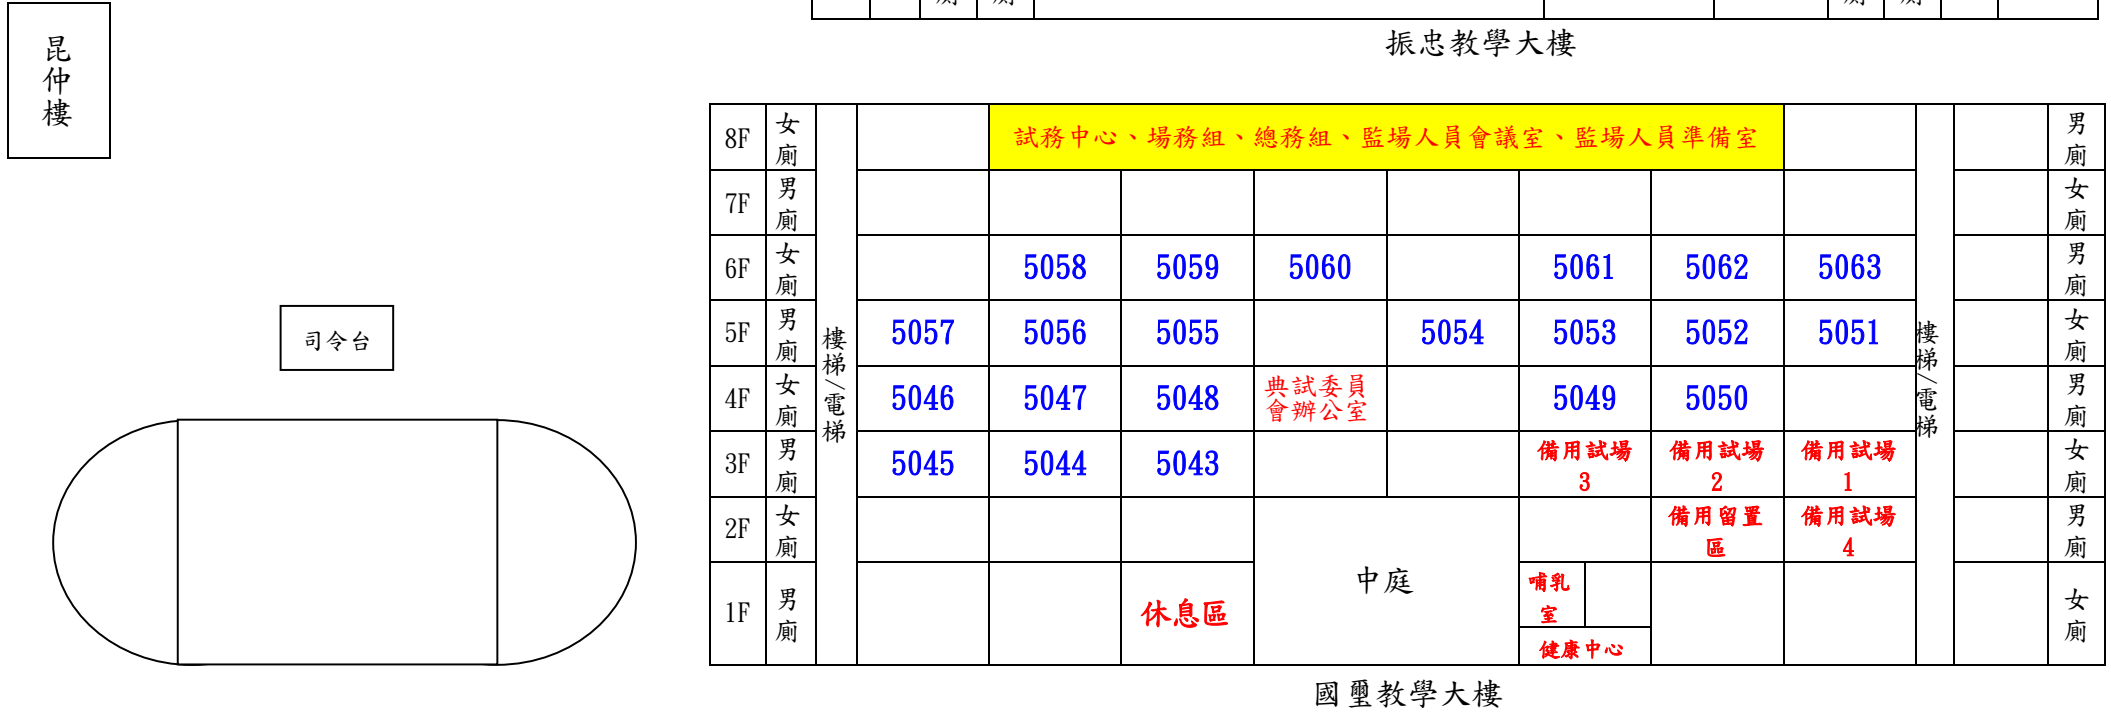 廁 廁 廁 廁
振忠教學大樓
昆仲樓
8F 女廁 試務中心、場務組、總務組、監場人員會議室、監場人員準備室 男廁
7F 男廁 女廁
6F 女廁 5058 5059 5060 5061 5062 5063 男廁
5F 男廁 5057 5056 5055 5054 5053 5052 5051 女廁
樓梯/電梯 樓梯/電梯
司令台
4F 女廁 5046 5047 5048 典試委員 5049 5050 男廁
會辦公室
3F 男廁 5045 5044 5043 備用試場 備用試場 備用試場 女廁
3 2 1
2F 女廁 備用留置 備用試場 男廁
區 4
中庭
1F 男廁 休息區 哺乳 女廁
室
健康中心
國璽教學大樓